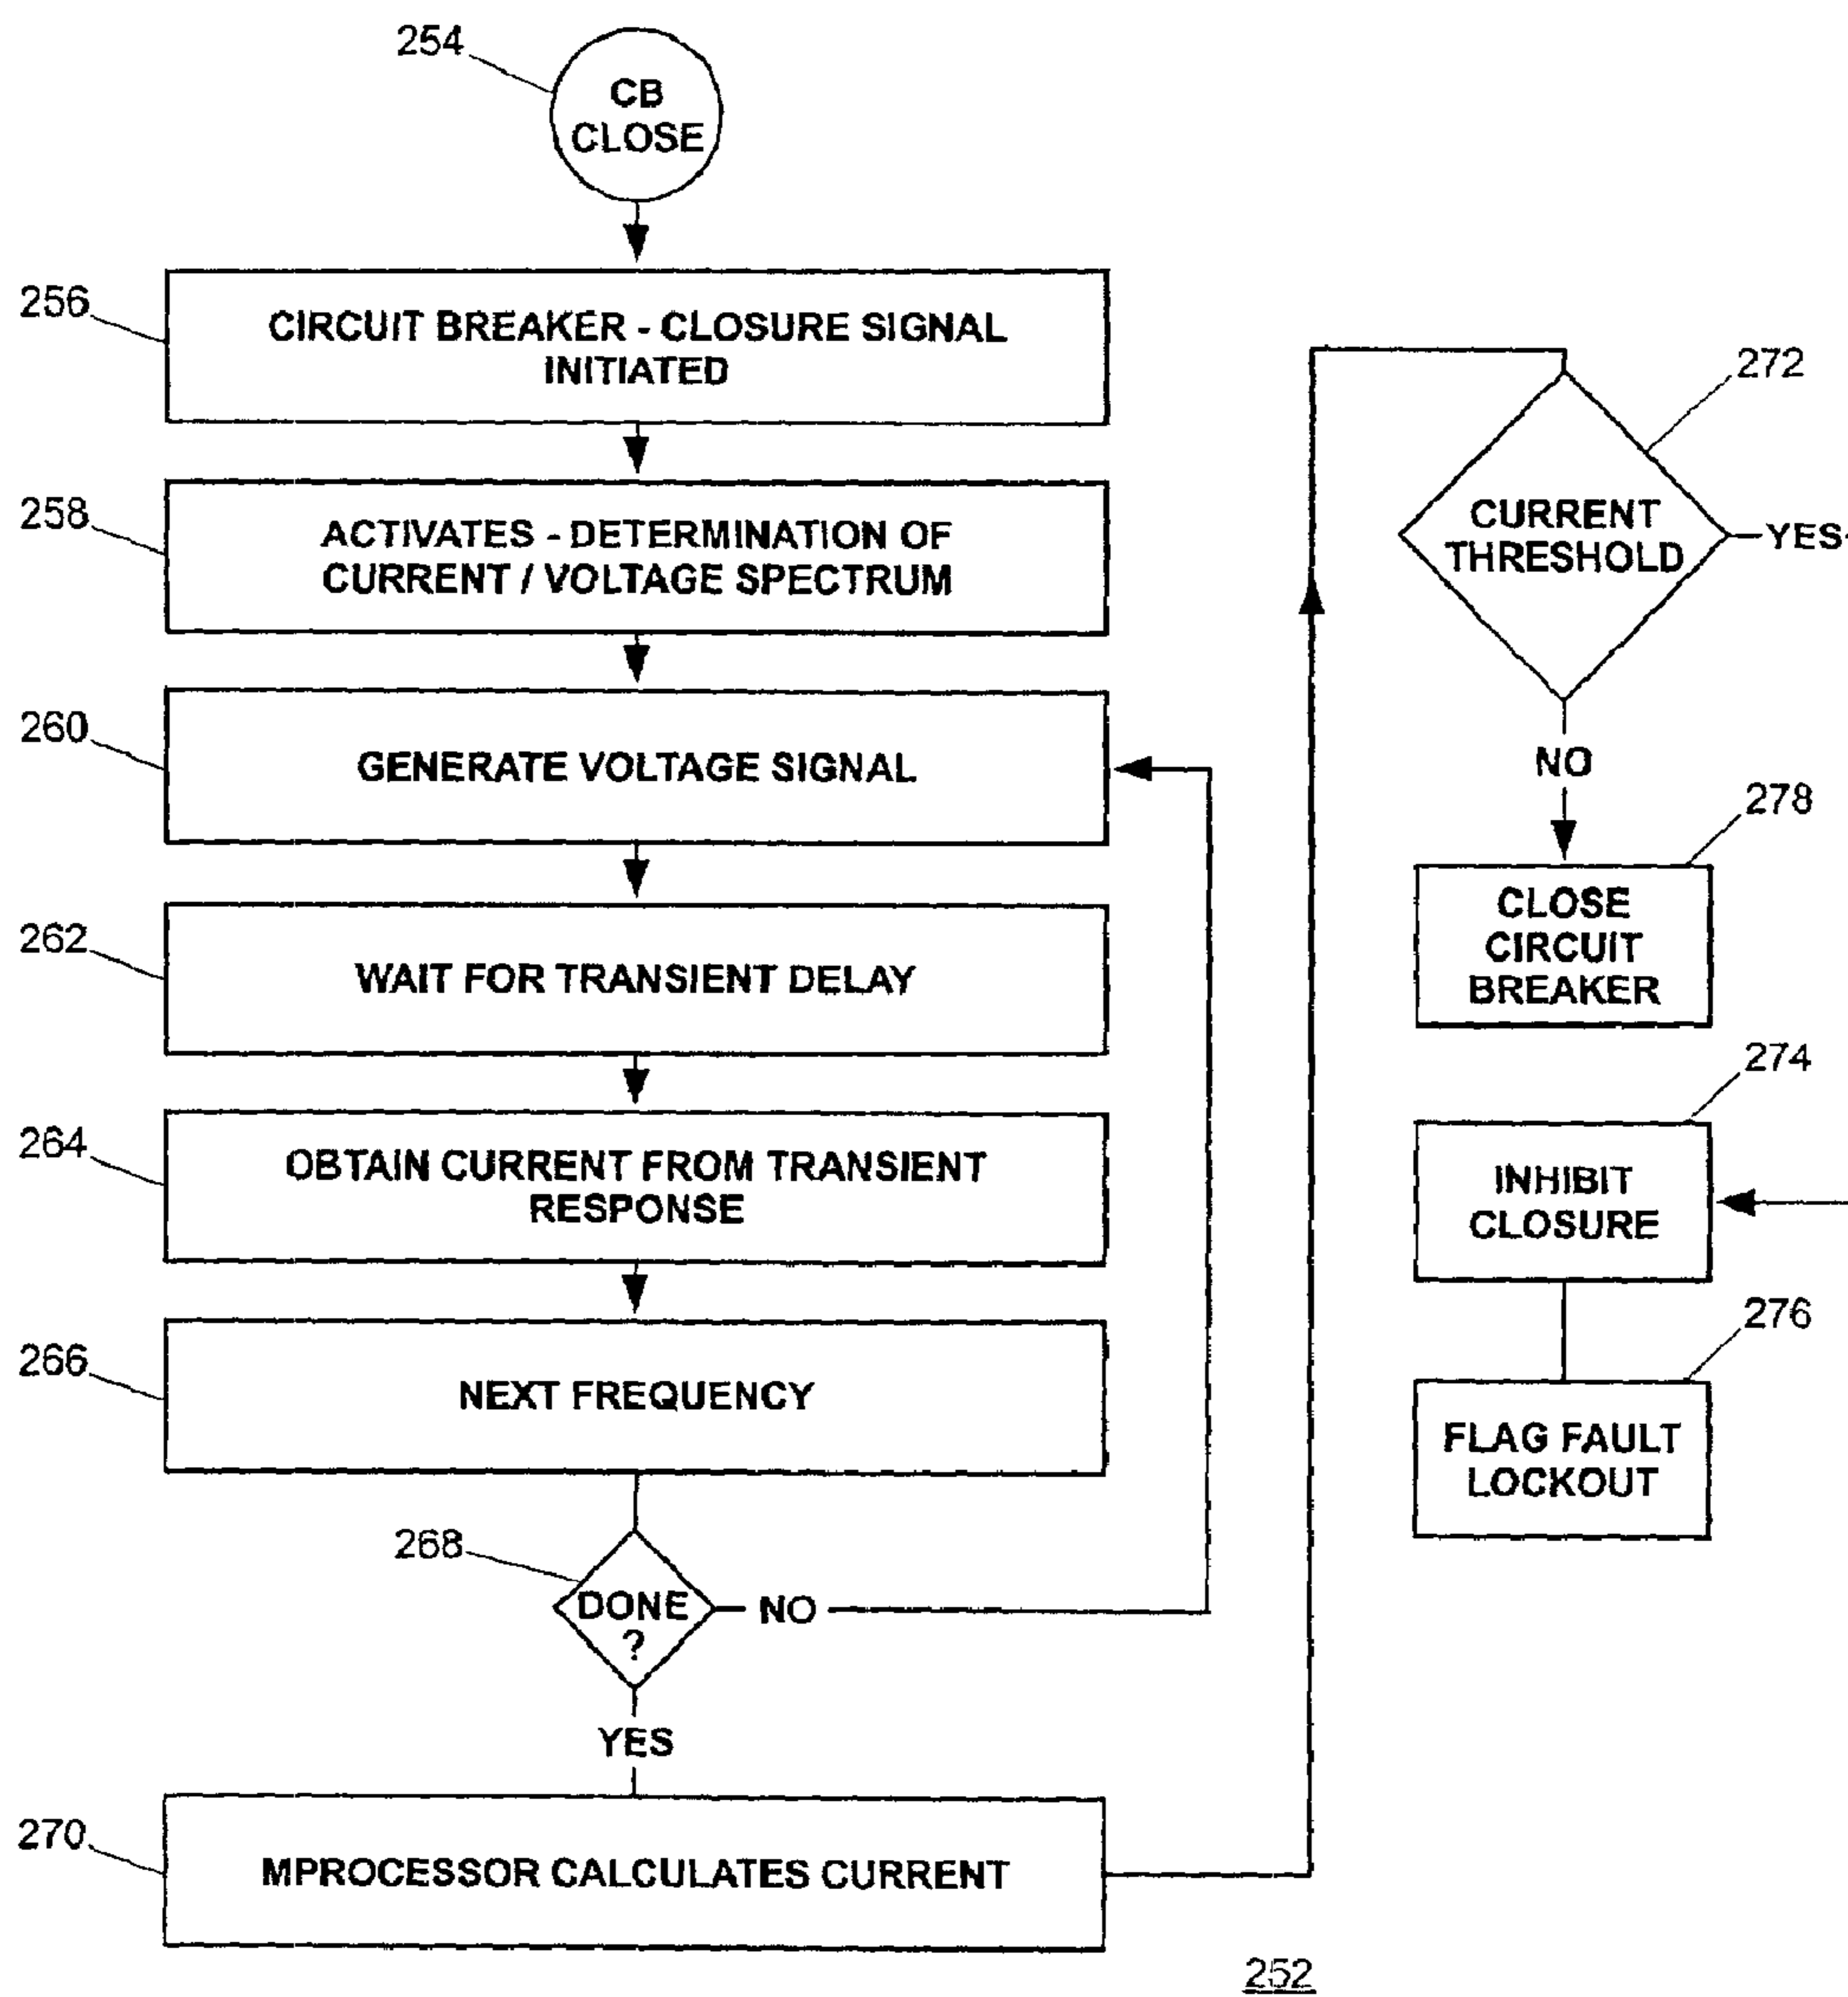 254
CB
CLOSE
256
CIRCUIT BREAKER - CLOSURE SIGNAL
INITIATED
258
ACTIVATES - DETERMINATION OF
CURRENT / VOLTAGE SPECTRUM
260
GENERATE VOLTAGE SIGNAL
262
WAIT FOR TRANSIENT DELAY
264
OBTAIN CURRENT FROM TRANSIENT
RESPONSE
266
NEXT FREQUENCY
268
DONE
?
NO
YES
270
MPROCESSOR CALCULATES CURRENT
272
CURRENT
THRESHOLD
YES
NO
278
CLOSE
CIRCUIT
BREAKER
274
INHIBIT
CLOSURE
276
FLAG FAULT
LOCKOUT
252